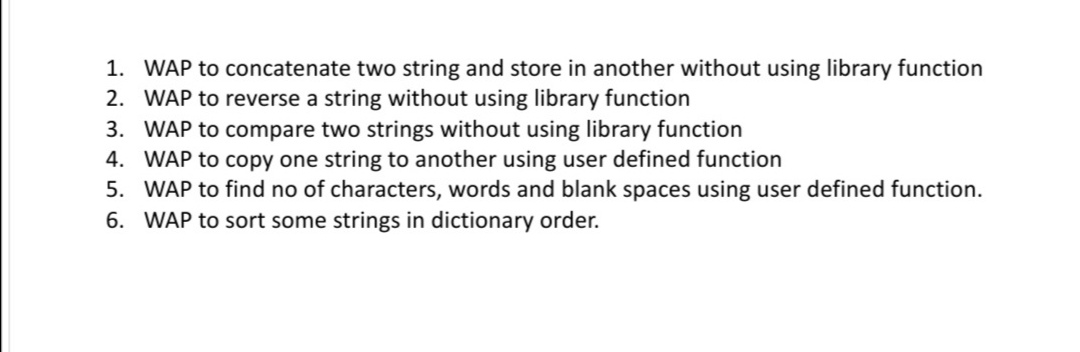 1. WAP to concatenate two string and store in another without using library function
2. WAP to reverse a string without using library function
3. WAP to compare two strings without using library function
4. WAP to copy one string to another using user defined function
5. WAP to find no of characters, words and blank spaces using user defined function.
6. WAP to sort some strings in dictionary order.